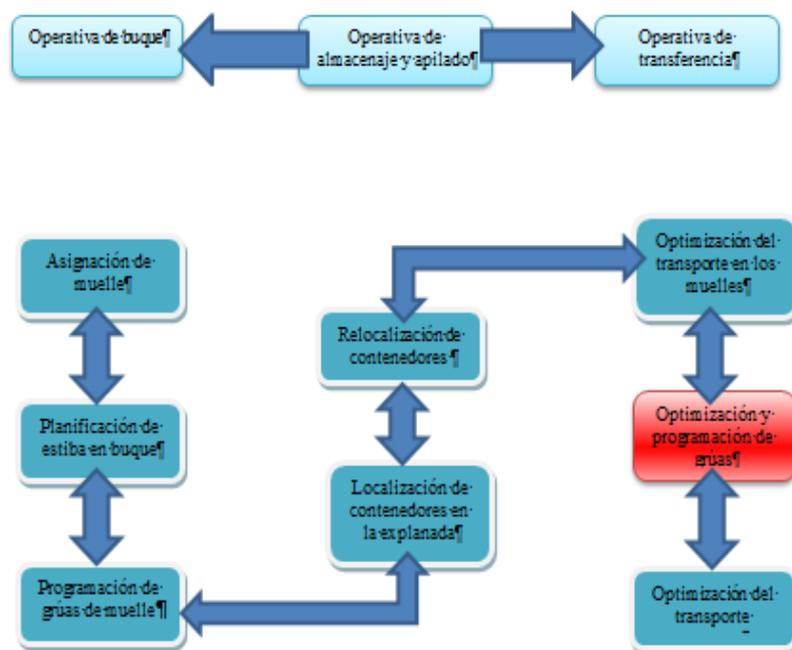 Operativa de buque¶
Operativa de
almacenaje y apilado¶
Operativa de
transferencia¶
Asignación de
muelle¶
Planificación de
estiba en buque¶
Programación de
grúas de muelle¶
Relocalización de
contenedores ¶
Localización de
contenedores en
la explanada¶
Optimización del
transporte en los
muelles¶
Optimización y
programación de
grúas¶
Optimización del
transporte